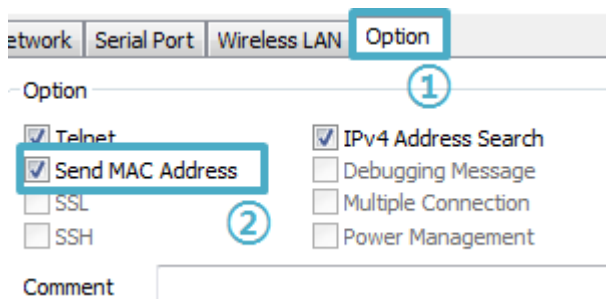 etwork Serial Port Wireless LAN Option
①
Option
Telnet IPv4 Address Search
Send MAC Address Debugging Message
SSL Multiple Connection
②
SSH Power Management
Comment